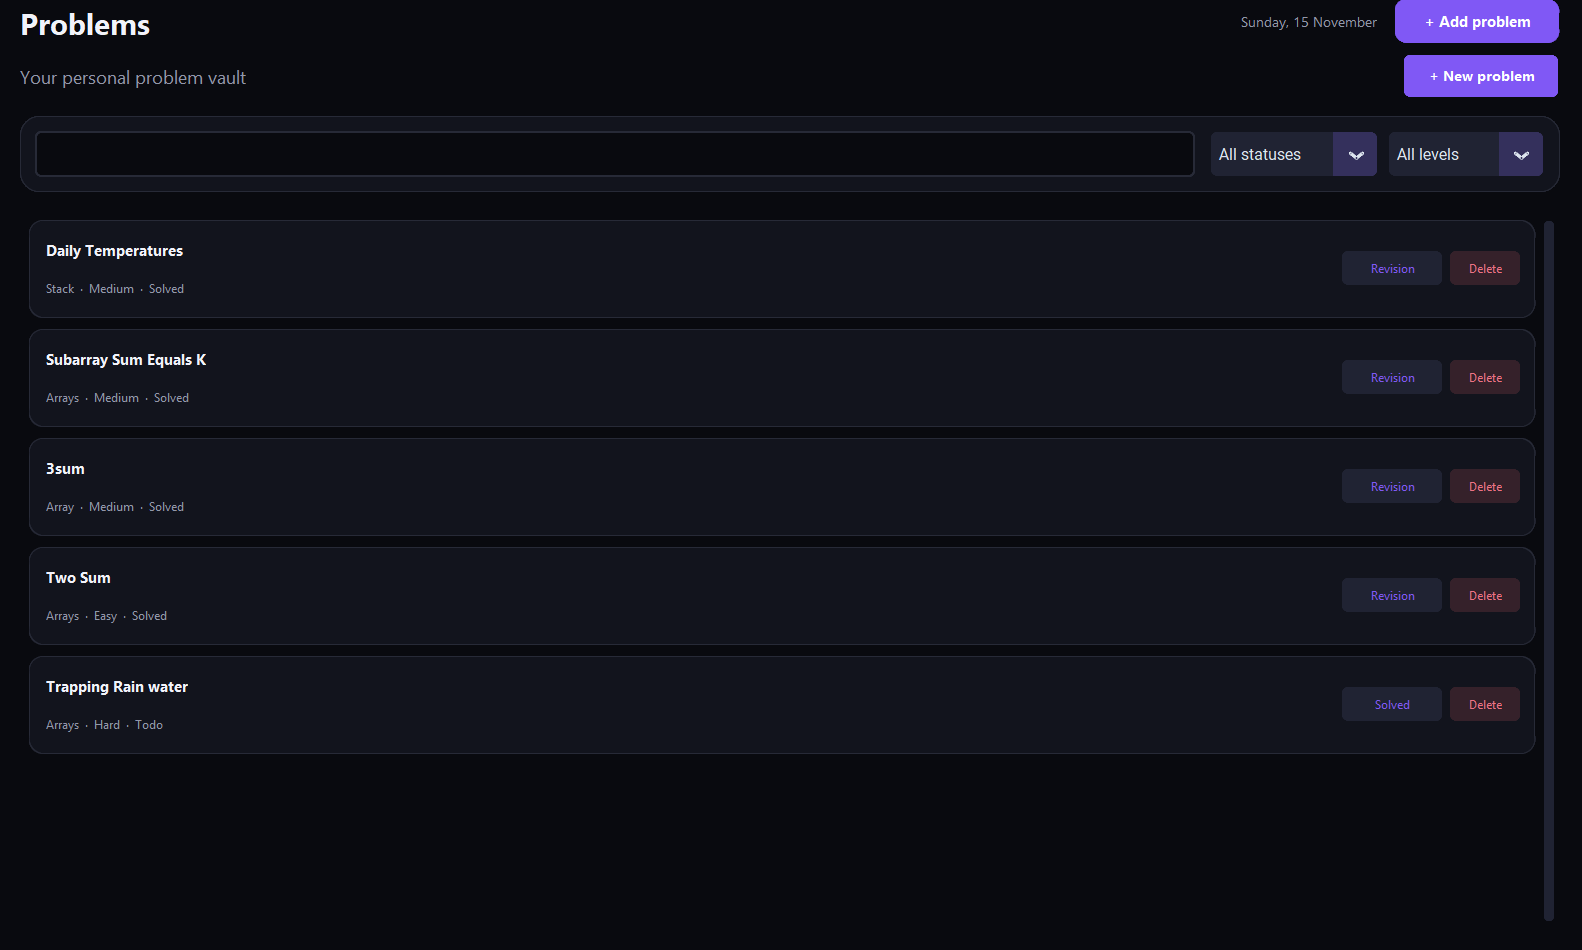 Problems
Sunday, 15 November
+ Add problem
Your personal problem vault
+ New problem
All statuses
All levels
Daily Temperatures
Stack · Medium · Solved
Revision
Delete
Subarray Sum Equals K
Arrays · Medium · Solved
Revision
Delete
3sum
Array · Medium · Solved
Revision
Delete
Two Sum
Arrays · Easy · Solved
Revision
Delete
Trapping Rain water
Arrays · Hard · Todo
Solved
Delete